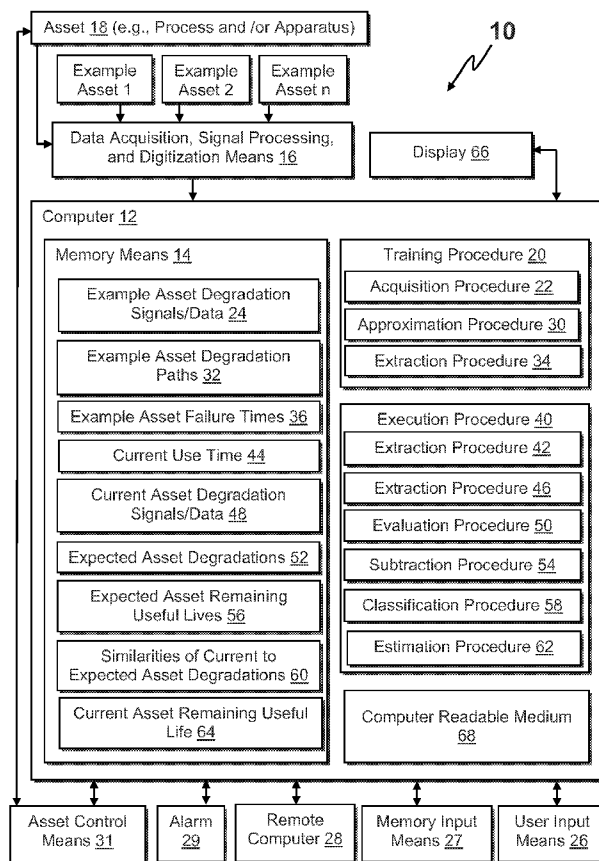 10
Asset 18 (e.g., Process and /or Apparatus)
Example
Asset 1
Example
Asset 2
Example
Asset n
Data Acquisition, Signal Processing,
and Digitization Means 16
Display 66
Computer 12
Memory Means 14
Example Asset Degradation
Signals/Data 24
Example Asset Degradation
Paths 32
Example Asset Failure Times 36
Current Use Time 44
Current Asset Degradation
Signals/Data 48
Expected Asset Degradations 52
Expected Asset Remaining
Useful Lives 56
Similarities of Current to
Expected Asset Degradations 60
Current Asset Remaining Useful
Life 64
Training Procedure 20
Acquisition Procedure 22
Approximation Procedure 30
Extraction Procedure 34
Execution Procedure 40
Extraction Procedure 42
Extraction Procedure 46
Evaluation Procedure 50
Subtraction Procedure 54
Classification Procedure 58
Estimation Procedure 62
Computer Readable Medium
68
Asset Control
Means 31
Alarm
29
Remote
Computer 28
Memory Input
Means 27
User Input
Means 26